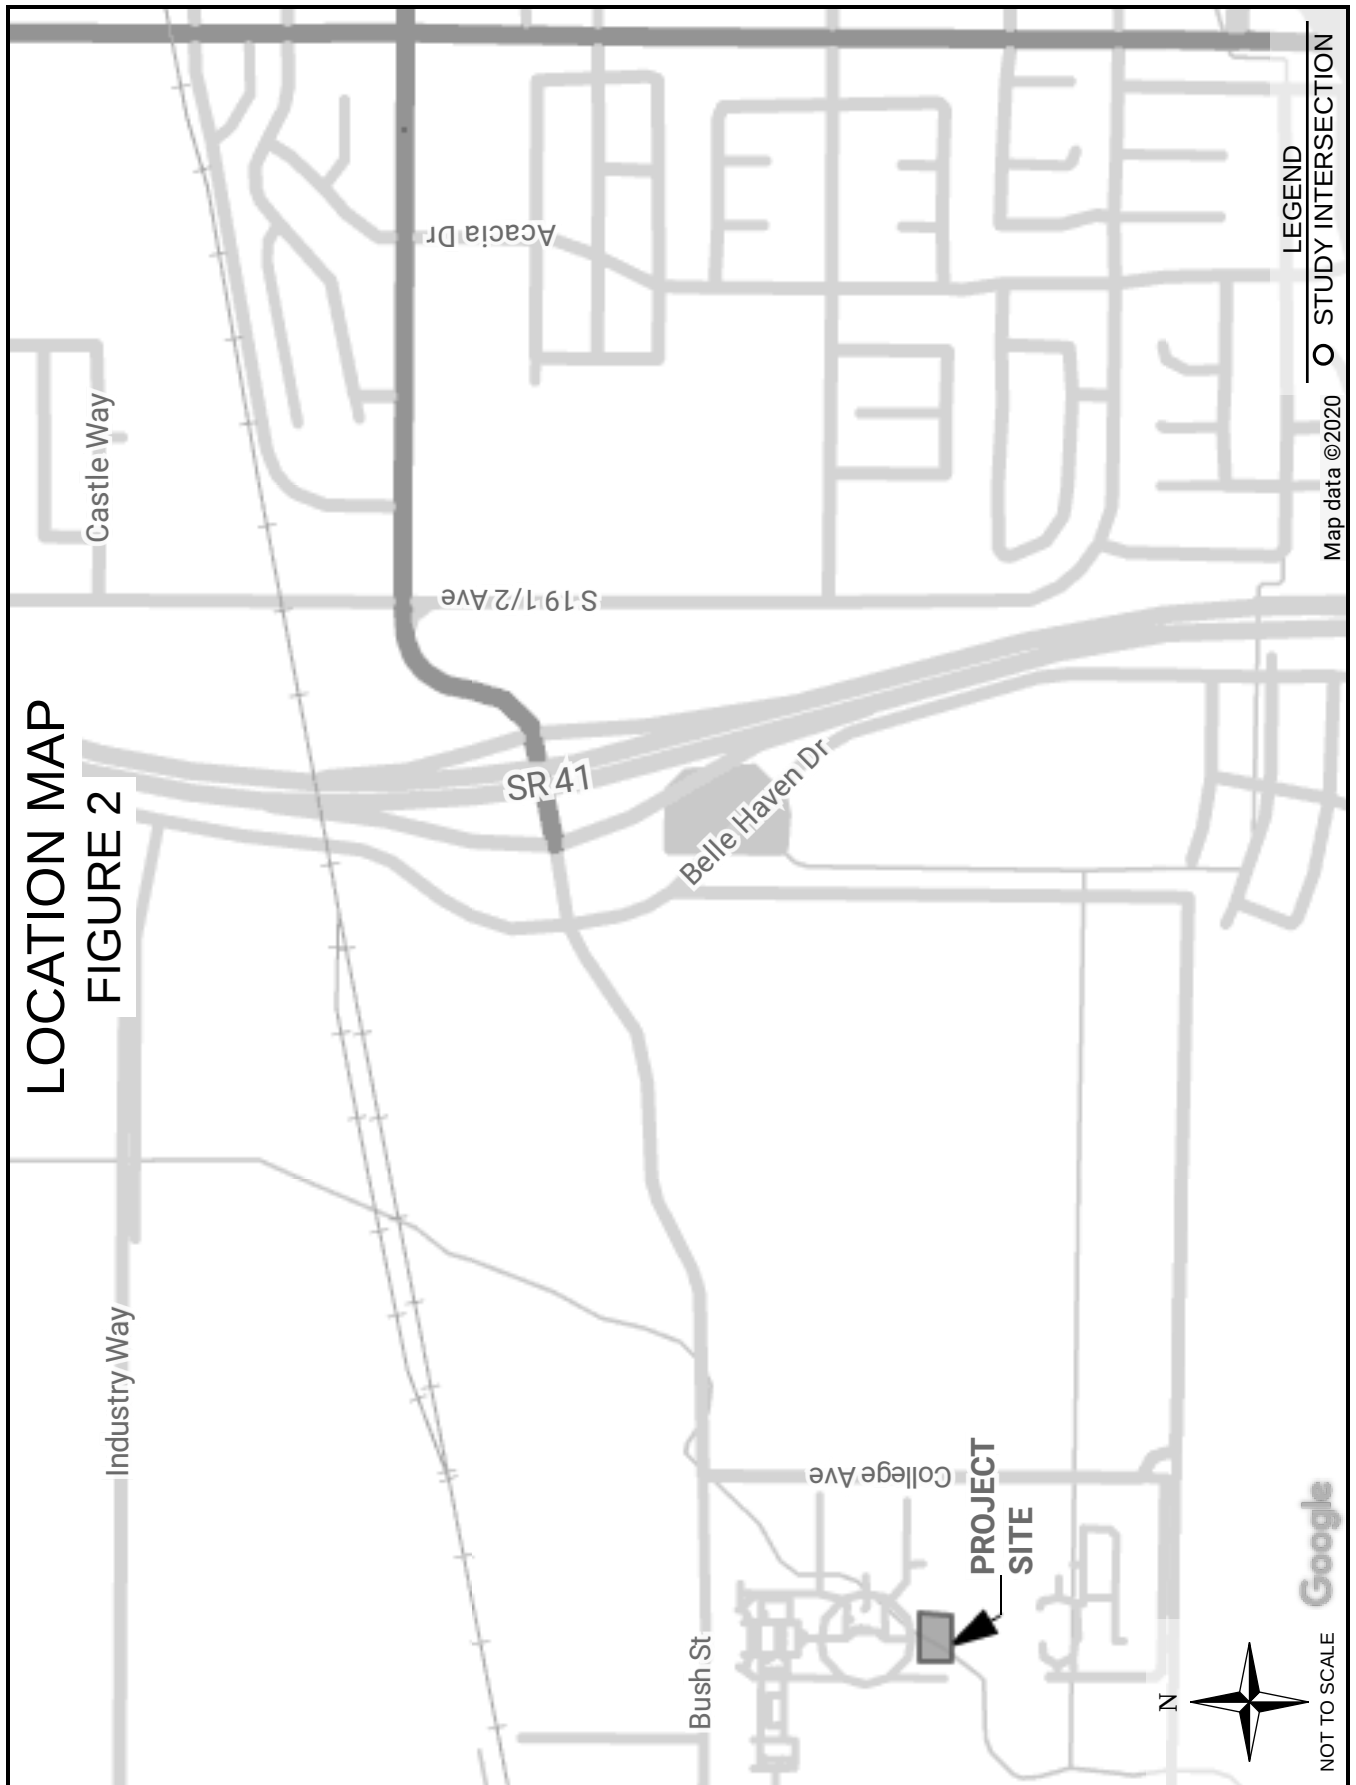 LOCATION MAP
FIGURE 2
Castle Way
Industry Way
Acacia Dr
S 19 1/2 Ave
SR 41
Belle Haven Dr
Bush St
College Ave
PROJECT
SITE
LEGEND
STUDY INTERSECTION
Map data ©2020
Google
N
NOT TO SCALE